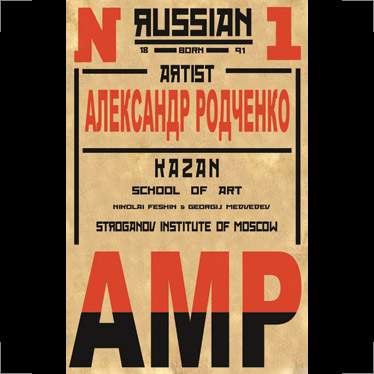 N RUSSIAN 1
18 BORN 91
ARTIST
АЛЕКСАНДР РОДЧЕНКО
KAZAN
SCHOOL OF ART
NIKOLAI FESHIN & GEORGIJ MEDVEDEV
STROGANOV INSTITUTE OF MOSCOW
AMP